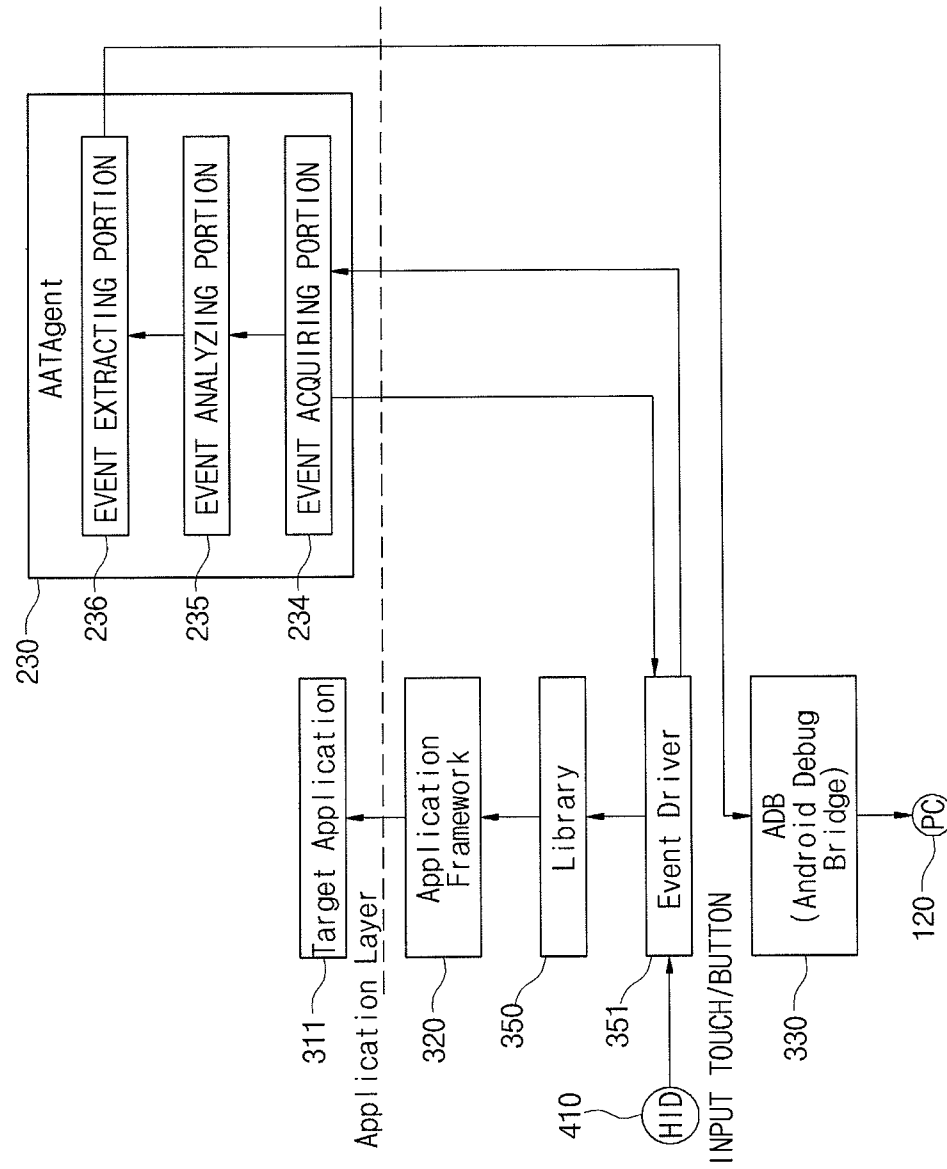 230
AATAgent
236
EVENT EXTRACTING PORTION
235
EVENT ANALYZING PORTION
234
EVENT ACQUIRING PORTION
311
Target Application
Application Layer
320
Application
Framework
350
Library
351
Event Driver
410
HID
INPUT TOUCH/BUTTON
330
ADB
(Android Debug
Bridge)
120
PC